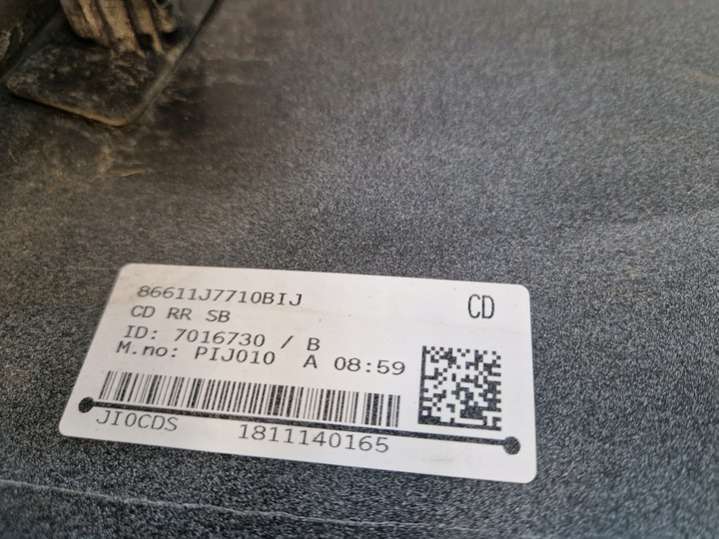 86611J7710BIJ
CD
CD RR SB
ID: 7016730 / B
M.no: PIJ010 A 08:59
JI0CDS 1811140165